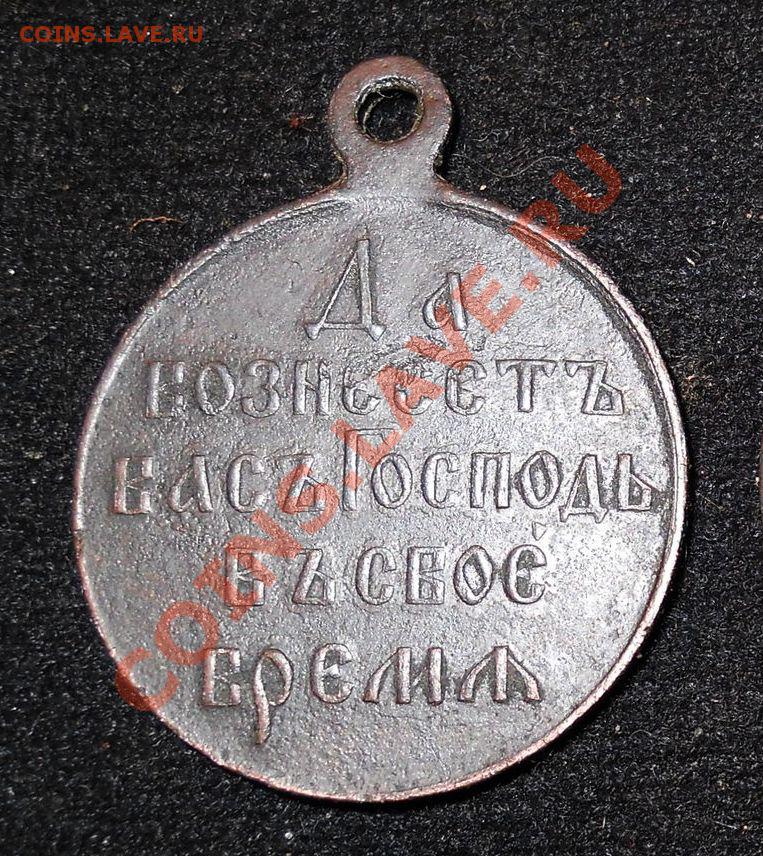 COINS.LAVE.RU
Да
вознесетъ
васъ Господь
въ свое́
время
COINS.LAVE.RU